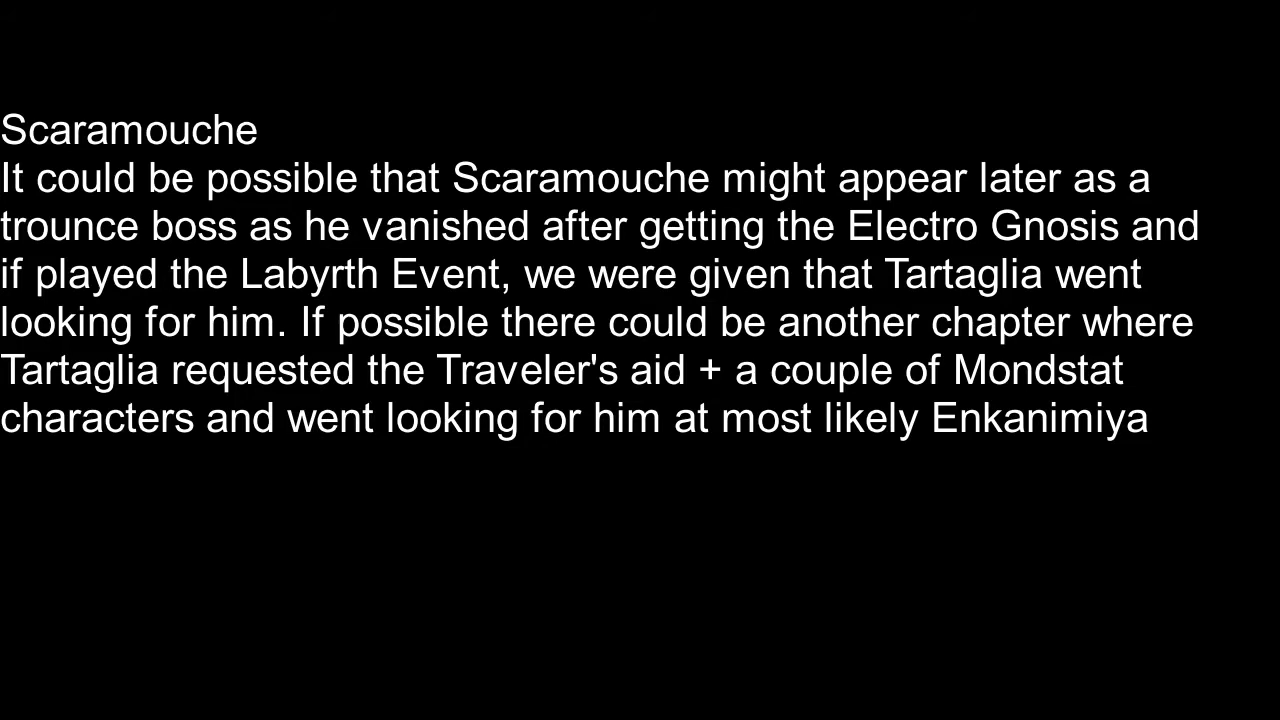 Scaramouche
It could be possible that Scaramouche might appear later as a
trounce boss as he vanished after getting the Electro Gnosis and
if played the Labyrth Event, we were given that Tartaglia went
looking for him. If possible there could be another chapter where
Tartaglia requested the Traveler's aid + a couple of Mondstat
characters and went looking for him at most likely Enkanimiya